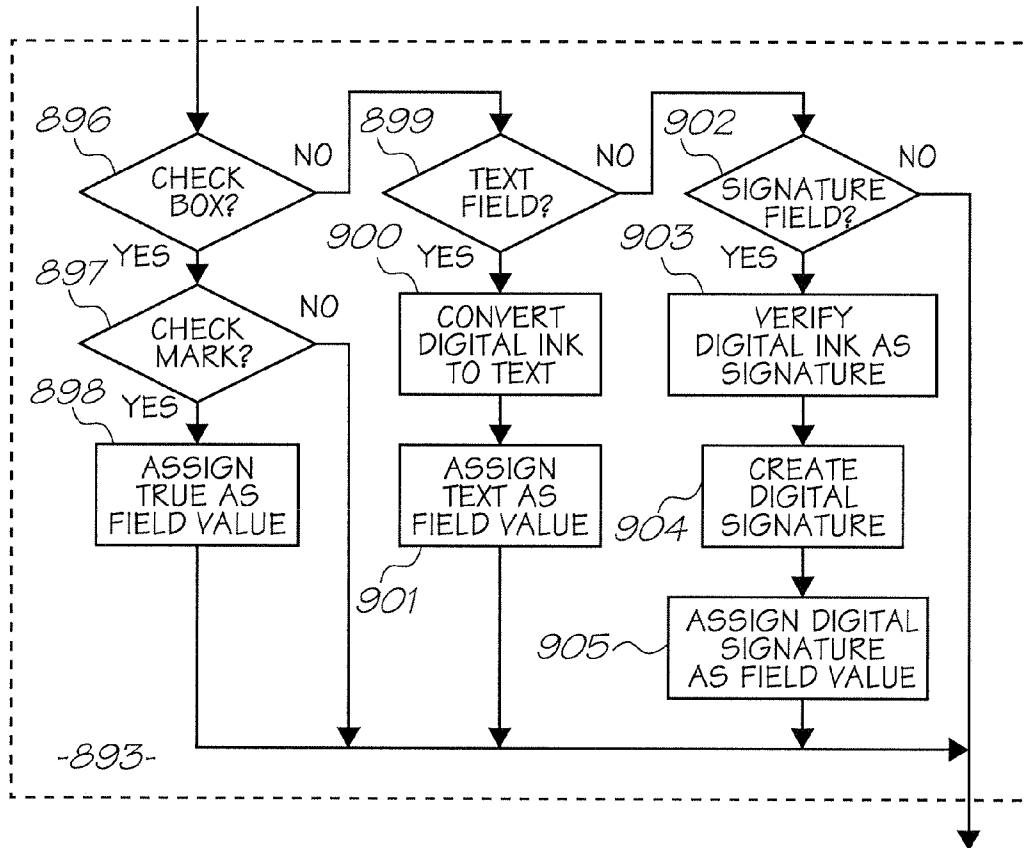 896
CHECK
BOX?
NO
YES
897
CHECK
MARK?
NO
YES
898
ASSIGN
TRUE AS
FIELD VALUE
899
TEXT
FIELD?
NO
YES
900
CONVERT
DIGITAL INK
TO TEXT
ASSIGN
TEXT AS
FIELD VALUE
901
902
SIGNATURE
FIELD?
NO
YES
903
VERIFY
DIGITAL INK AS
SIGNATURE
CREATE
DIGITAL
SIGNATURE
904
ASSIGN DIGITAL
SIGNATURE
AS FIELD VALUE
905
-893-